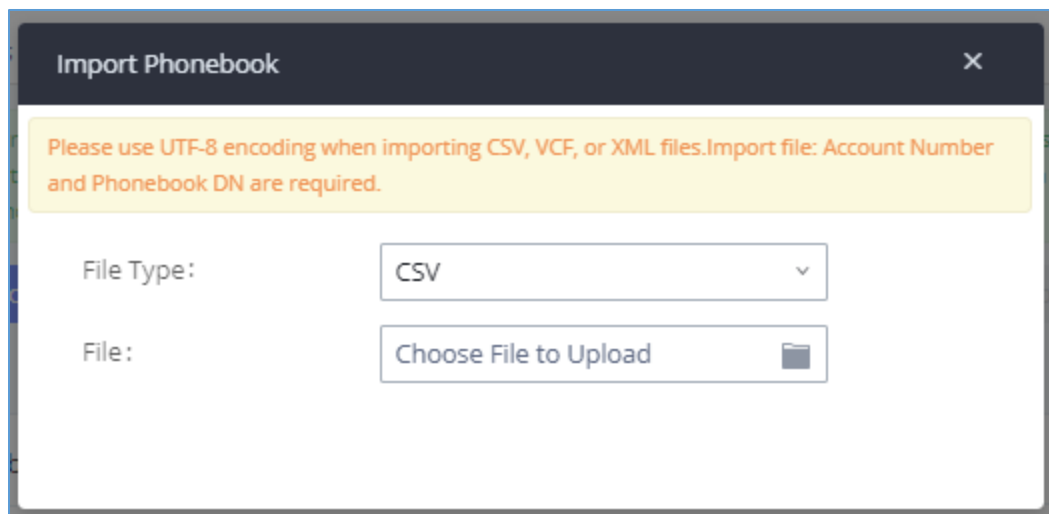 Import Phonebook
Please use UTF-8 encoding when importing CSV, VCF, or XML files.Import file: Account Number
and Phonebook DN are required.
File Type:
CSV
File:
Choose File to Upload